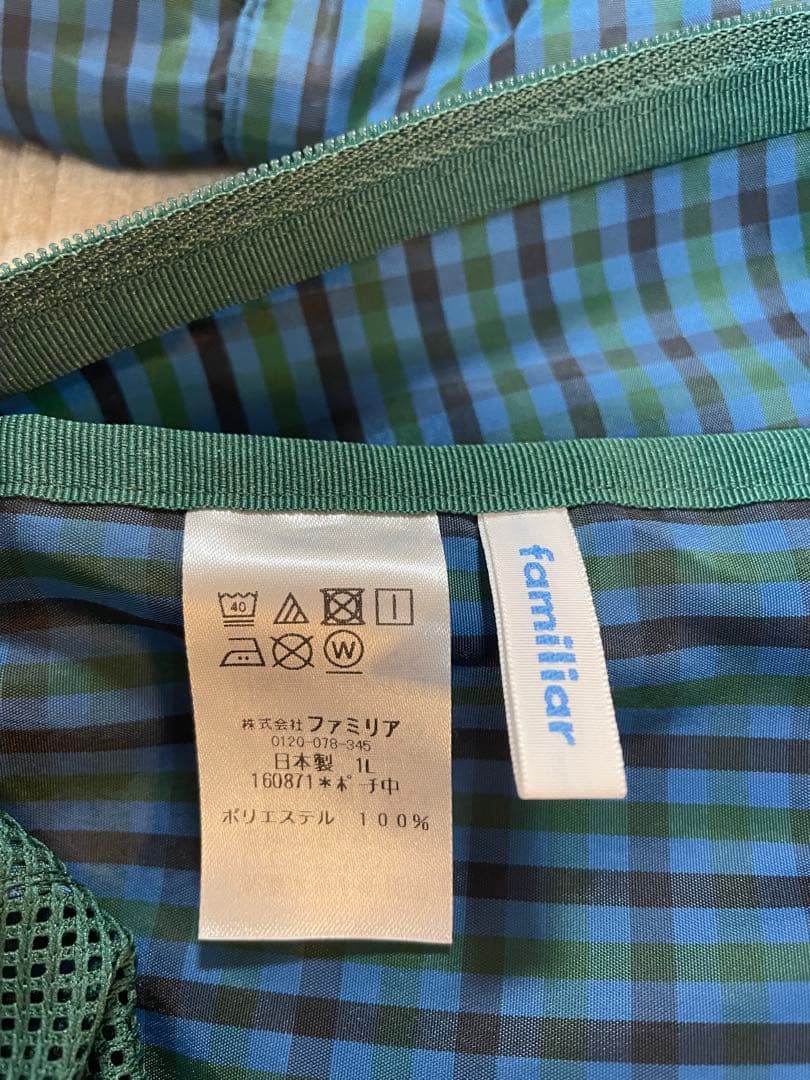 40
W
株式会社 ファミリア
0120-078-345
日本製 1L
160871*ﾎﾟｰﾁ中
ポリエステル 100%
familiar